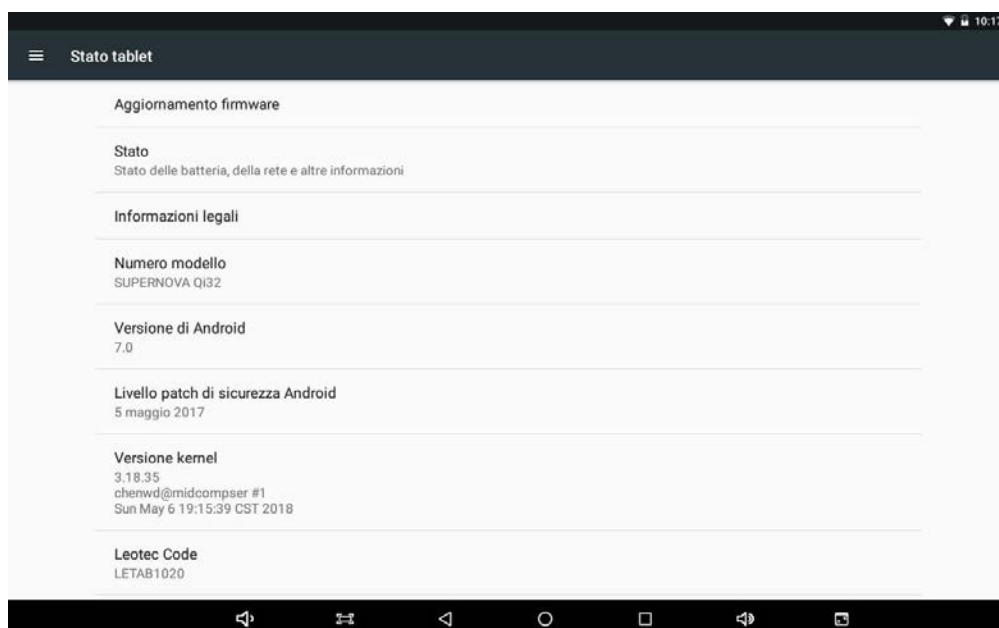 10:17
Stato tablet
Aggiornamento firmware
Stato
Stato delle batteria, della rete e altre informazioni
Informazioni legali
Numero modello
SUPERNOVA Qi32
Versione di Android
7.0
Livello patch di sicurezza Android
5 maggio 2017
Versione kernel
3.18.35
chenwd@midcompser #1
Sun May 6 19:15:39 CST 2018
Leotec Code
LETAB1020